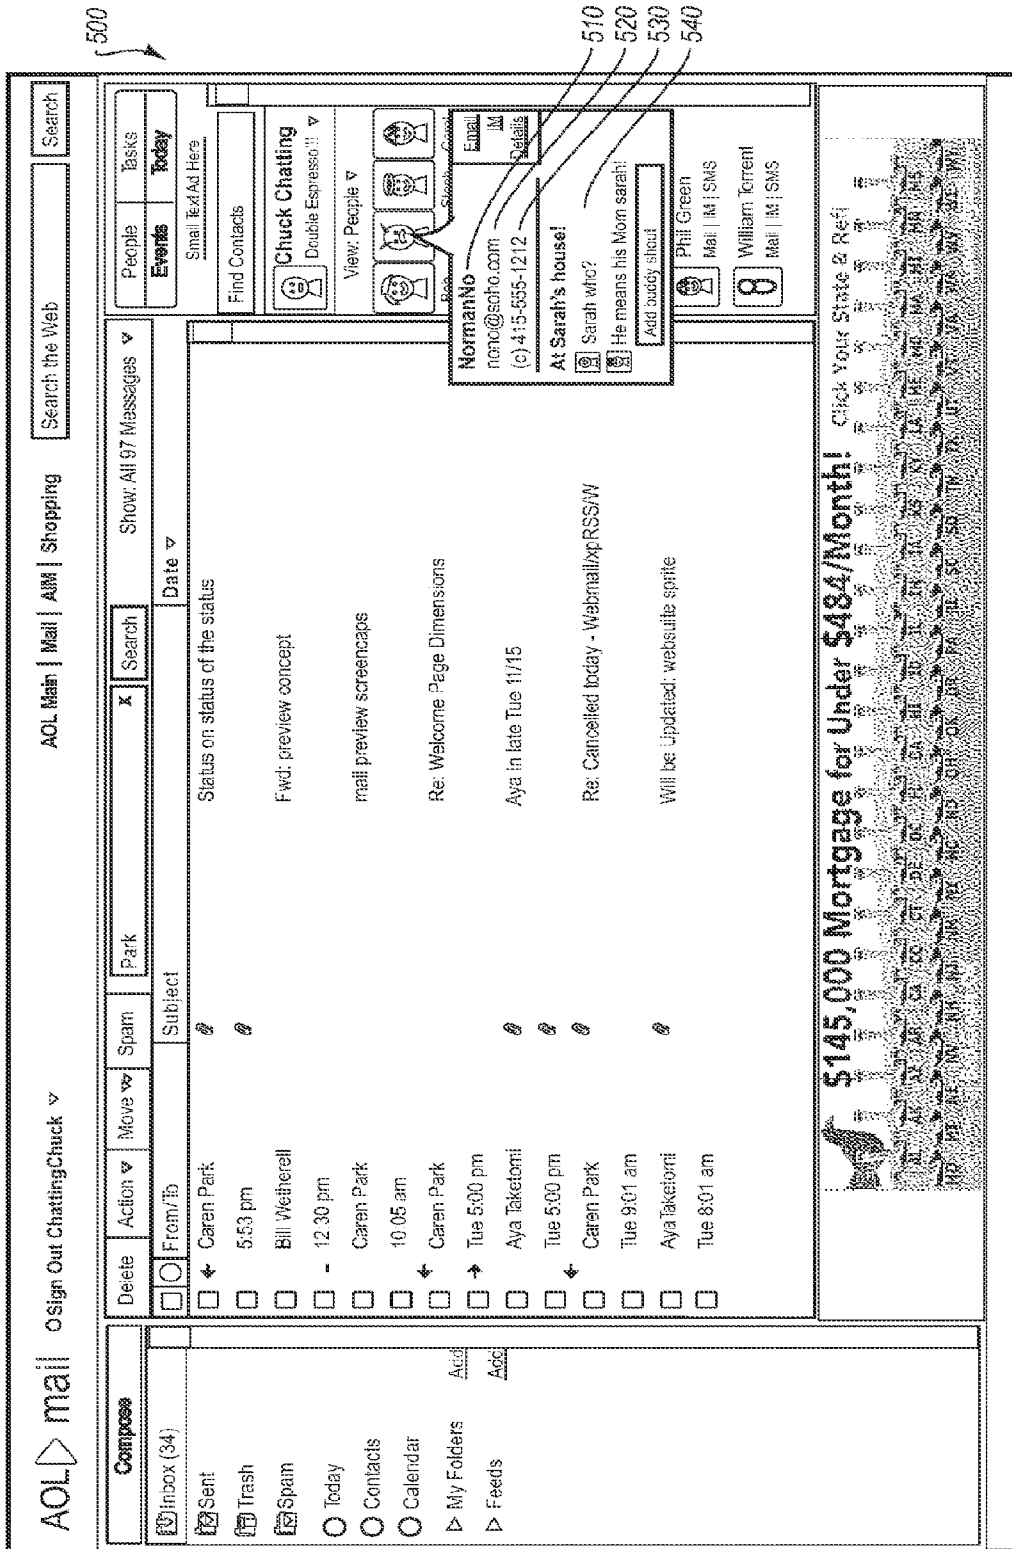 500
AOL mail
Sign Out ChattingChuck
AOL Main | Mail | AIM | Shopping
Search the Web
Search
Compose
Inbox (34)
Sent
Trash
Spam
Today
Contacts
Calendar
My Folders Add
Feeds Add
Delete Action Move Spam Park X Search Show: All 97 Messages
From/To Subject Date
Caren Park Status on status of the status
5:53 pm
Bill Wetherell Fwd: preview concept
12 30 pm
Caren Park mail preview screencaps
10 05 am
Caren Park Re: Welcome Page Dimensions
Tue 5:00 pm
Aya Taketomi Aya in late Tue 11/15
Tue 5:00 pm
Caren Park Re: Cancelled today - Webmail/xpRSS/W
Tue 9:01 am
Aya Taketomi Will be Updated: websuite sprite
Tue 8:01 am
People Tasks
Events Today
Small Text Ad Here
Find Contacts
Chuck Chatting
Double Espresso!!!
View: People
NormanNo
(c) 415-555-1212
Email
IM
Details
At Sarah's house!
Sarah who?
He means his Mom sarah!
Add buddy shout
Phil Green
Mail | IM | SMS
William Torrent
Mail | IM | SMS
510
520
530
540
$145,000 Mortgage for Under $484/Month! Click Your State & Refi